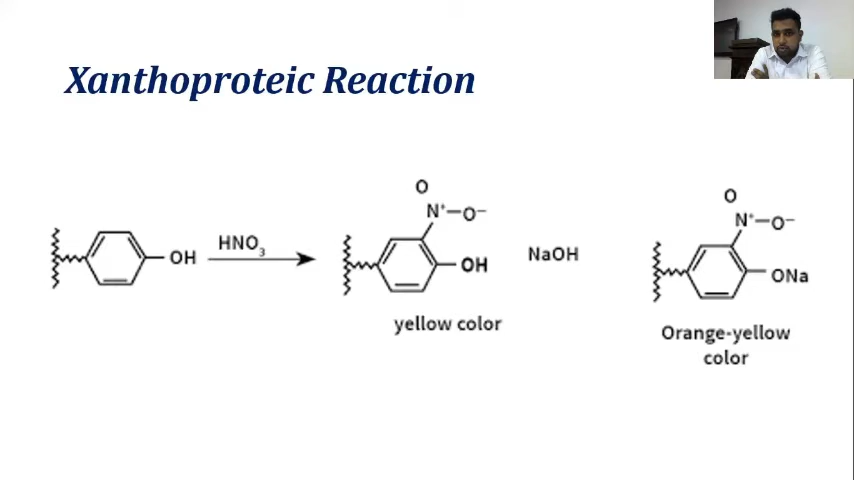 Xanthoproteic Reaction
OH
HNO3
O
N+–O−
OH
yellow color
NaOH
O
N+–O−
ONa
Orange-yellow
color